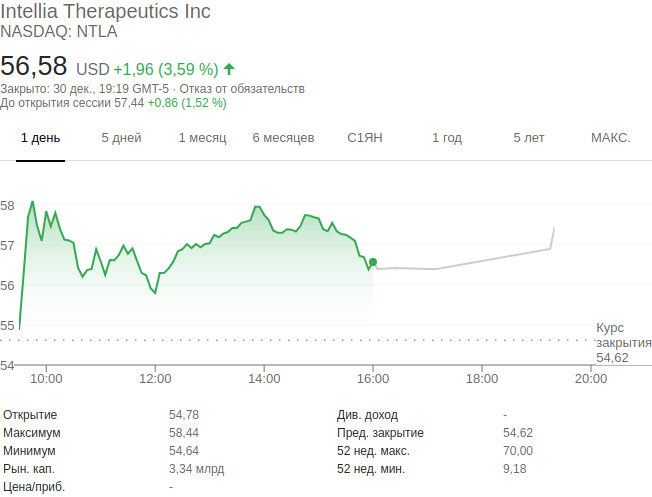 Intellia Therapeutics Inc
NASDAQ: NTLA
56,58 USD +1,96 (3,59 %)
Закрыто: 30 дек., 19:19 GMT-5 · Отказ от обязательств
До открытия сессии 57,44 +0,86 (1,52 %)
1 день 5 дней 1 месяц 6 месяцев С1ЯН 1 год 5 лет МАКС.
58
57
56
55
Курс
закрытия
54,62
54
10:00 12:00 14:00 16:00 18:00 20:00
Открытие 54,78 Див. доход -
Максимум 58,44 Пред. закрытие 54,62
Минимум 54,64 52 нед. макс. 70,00
Рын. кап. 3,34 млрд 52 нед. мин. 9,18
Цена/приб. -